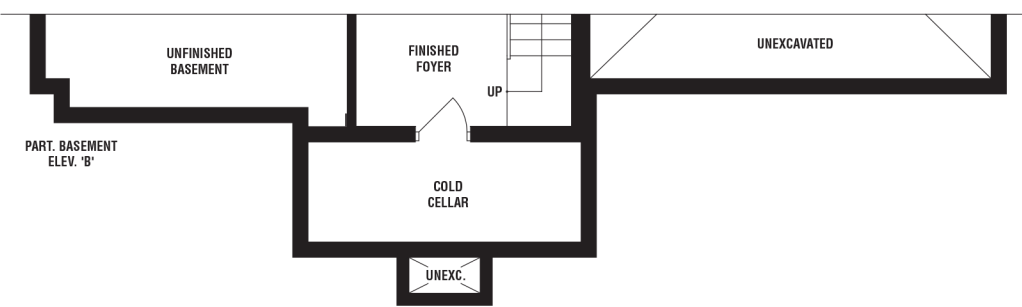 UNFINISHED
BASEMENT
FINISHED
FOYER
UNEXCAVATED
UP
PART. BASEMENT
ELEV. 'B'
COLD
CELLAR
UNEXC.